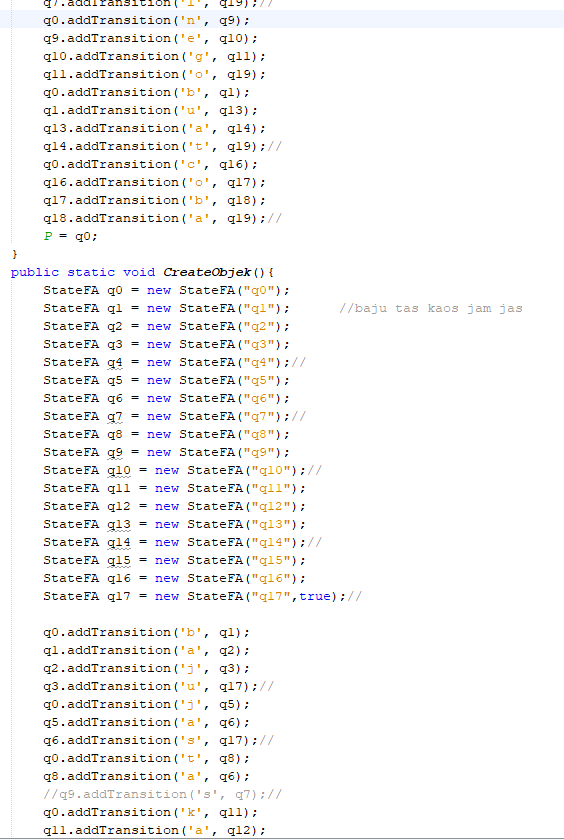 q7.addTransition('l', q19);//
q0.addTransition('n', q9);
q9.addTransition('e', q10);
q10.addTransition('g', q11);
q11.addTransition('o', q19);
q0.addTransition('b', q1);
q1.addTransition('u', q13);
q13.addTransition('a', q14);
q14.addTransition('t', q19);//
q0.addTransition('c', q16);
q16.addTransition('o', q17);
q17.addTransition('b', q18);
q18.addTransition('a', q19);//
P = q0;
}
public static void CreateObjek(){
StateFA q0 = new StateFA("q0");
StateFA q1 = new StateFA("q1"); //baju tas kaos jam jas
StateFA q2 = new StateFA("q2");
StateFA q3 = new StateFA("q3");
StateFA q4 = new StateFA("q4");//
StateFA q5 = new StateFA("q5");
StateFA q6 = new StateFA("q6");
StateFA q7 = new StateFA("q7");//
StateFA q8 = new StateFA("q8");
StateFA q9 = new StateFA("q9");
StateFA q10 = new StateFA("q10");//
StateFA q11 = new StateFA("q11");
StateFA q12 = new StateFA("q12");
StateFA q13 = new StateFA("q13");
StateFA q14 = new StateFA("q14");//
StateFA q15 = new StateFA("q15");
StateFA q16 = new StateFA("q16");
StateFA q17 = new StateFA("q17",true);//
q0.addTransition('b', q1);
q1.addTransition('a', q2);
q2.addTransition('j', q3);
q3.addTransition('u', q17);//
q0.addTransition('j', q5);
q5.addTransition('a', q6);
q6.addTransition('s', q17);//
q0.addTransition('t', q8);
q8.addTransition('a', q6);
//q9.addTransition('s', q7);//
q0.addTransition('k', q11);
q11.addTransition('a', q12);